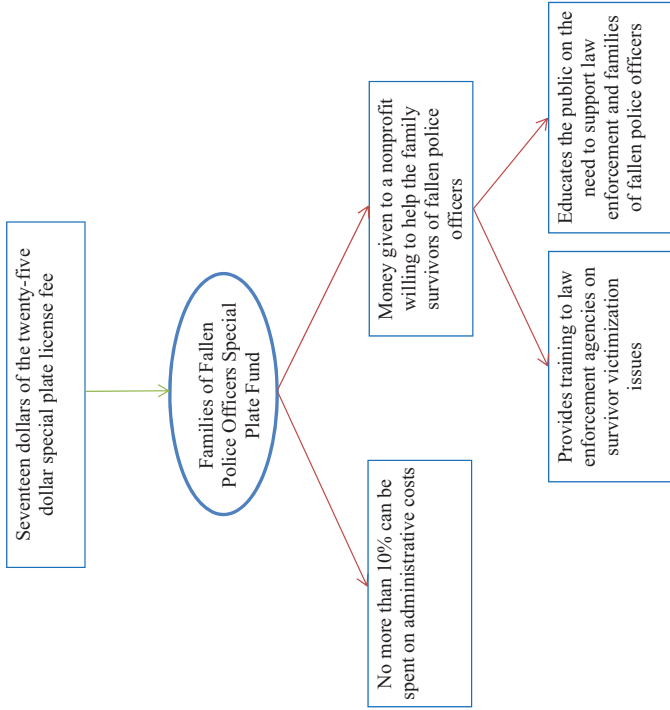 Seventeen dollars of the twenty-five
dollar special plate license fee
Families of Fallen
Police Officers Special
Plate Fund
No more than 10% can be
spent on administrative costs
Money given to a nonprofit
willing to help the family
survivors of fallen police
officers
Provides training to law
enforcement agencies on
survivor victimization
issues
Educates the public on the
need to support law
enforcement and families
of fallen police officers